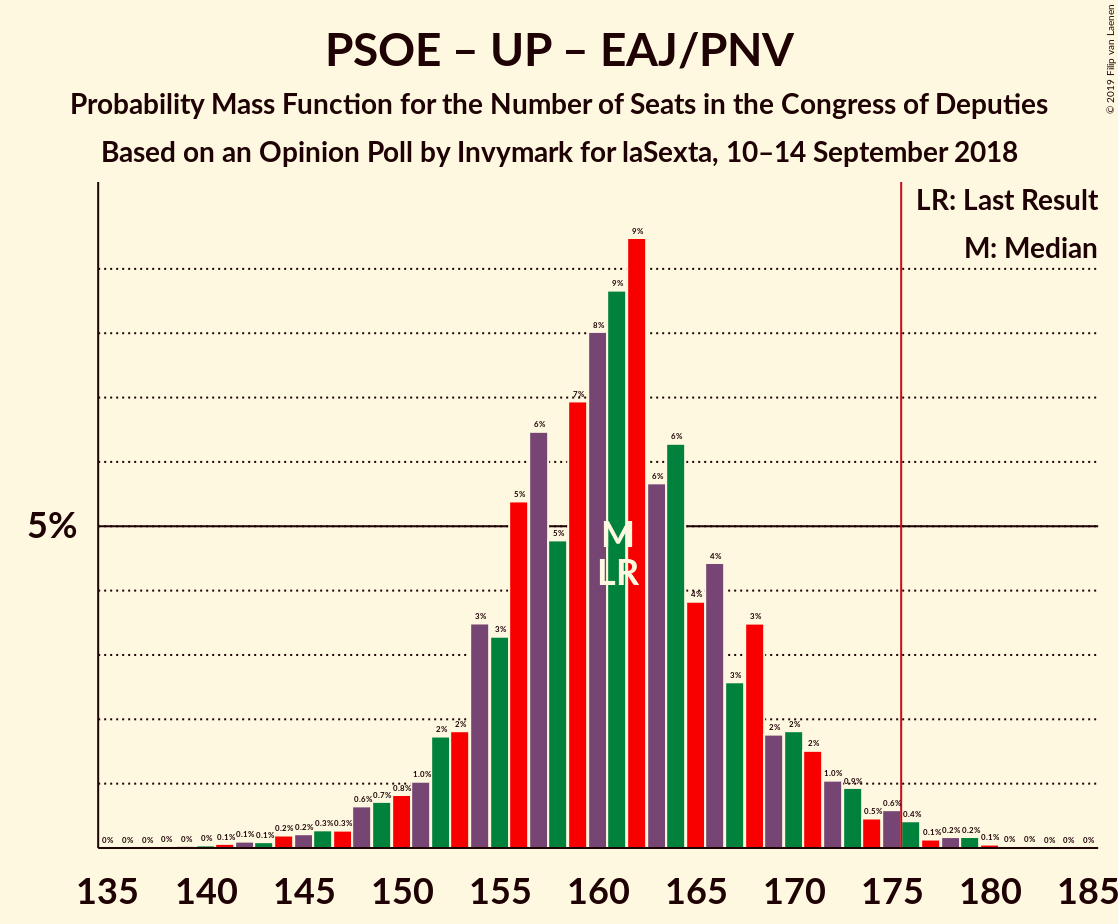 PSOE – UP – EAJ/PNV
Probability Mass Function for the Number of Seats in the Congress of Deputies
Based on an Opinion Poll by Invymark for laSexta, 10–14 September 2018
© 2019 Filip van Laenen
LR: Last Result
M: Median
5%
0% 0% 0% 0% 0% 0% 0.1% 0.1% 0.1% 0.2% 0.2% 0.3% 0.3% 0.6% 0.7% 0.8% 1.0% 2% 2% 3% 3% 5% 6% 5% 7% 8% 9% 9% 6% 6% 4% 4% 3% 3% 2% 2% 2% 1.0% 0.9% 0.5% 0.6% 0.4% 0.1% 0.2% 0.2% 0.1% 0% 0% 0% 0% 0%
M
LR
135 140 145 150 155 160 165 170 175 180 185